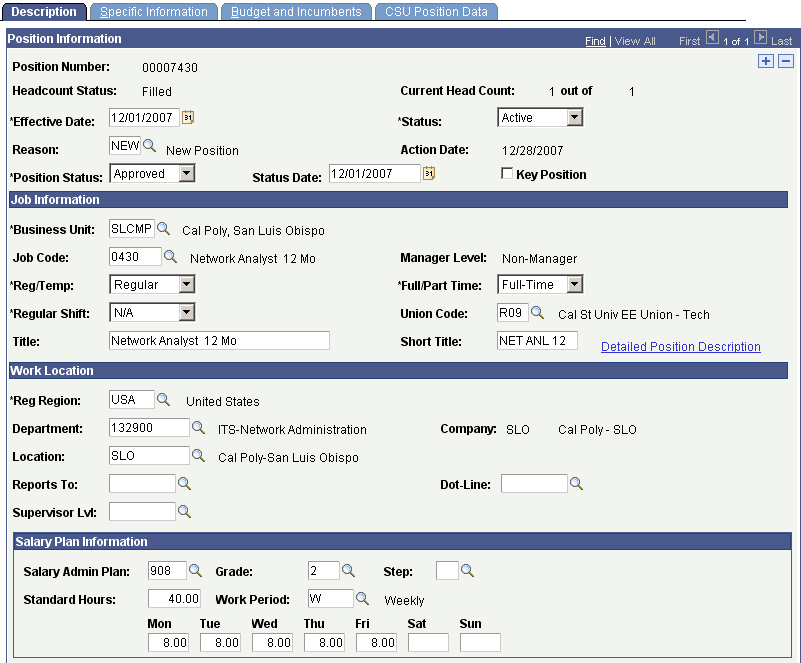 Description Specific Information Budget and Incumbents CSU Position Data
Position Information Find | View All First 1 of 1 Last
Position Number: 00007430
Headcount Status: Filled Current Head Count: 1 out of 1
*Effective Date: 12/01/2007 *Status: Active
Reason: NEW New Position Action Date: 12/28/2007
*Position Status: Approved Status Date: 12/01/2007 Key Position
Job Information
*Business Unit: SLCMP Cal Poly, San Luis Obispo
Job Code: 0430 Network Analyst 12 Mo Manager Level: Non-Manager
*Reg/Temp: Regular *Full/Part Time: Full-Time
*Regular Shift: N/A Union Code: R09 Cal St Univ EE Union - Tech
Title: Network Analyst 12 Mo Short Title: NET ANL 12 Detailed Position Description
Work Location
*Reg Region: USA United States
Department: 132900 ITS-Network Administration Company: SLO Cal Poly - SLO
Location: SLO Cal Poly-San Luis Obispo
Reports To: Dot-Line:
Supervisor Lvl:
Salary Plan Information
Salary Admin Plan: 908 Grade: 2 Step:
Standard Hours: 40.00 Work Period: W Weekly
Mon Tue Wed Thu Fri Sat Sun
8.00 8.00 8.00 8.00 8.00